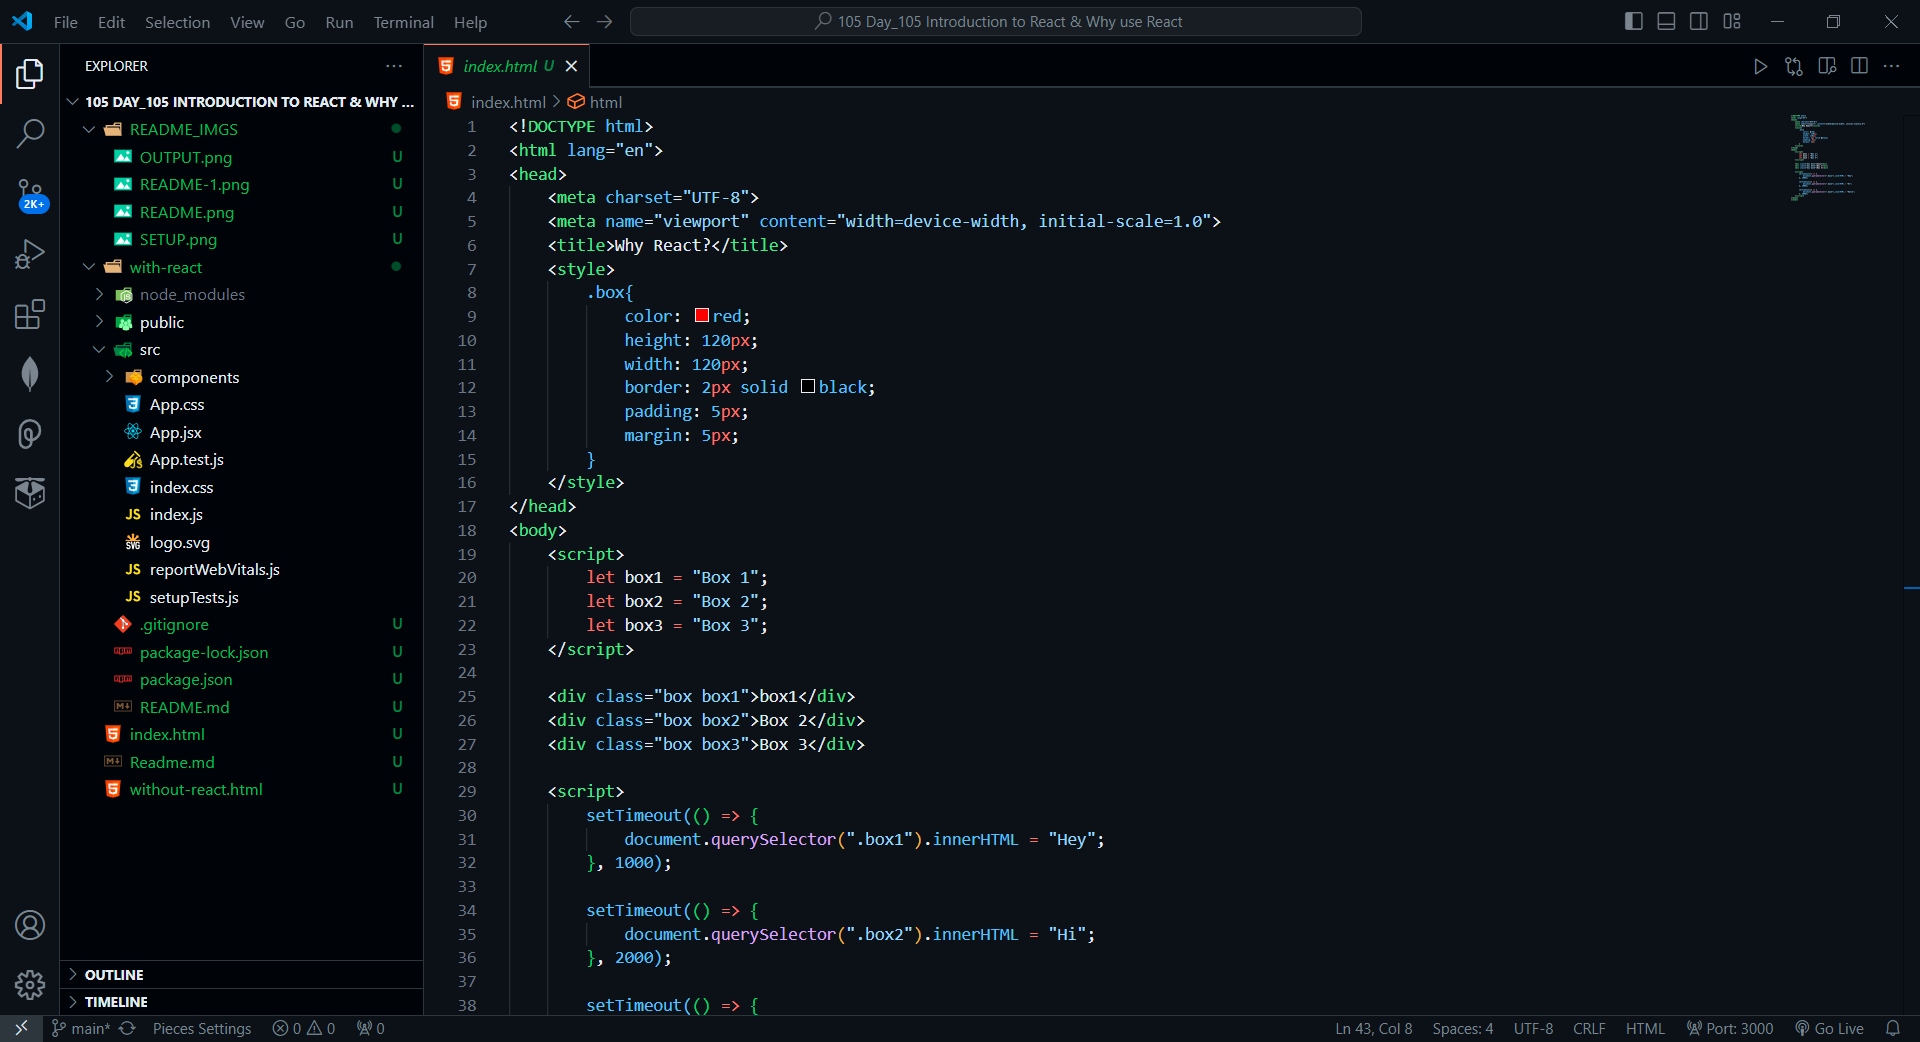 File Edit Selection View Go Run Terminal Help
105 Day_105 Introduction to React & Why use React
EXPLORER
105 DAY_105 INTRODUCTION TO REACT & WHY ...
README_IMGS
OUTPUT.png U
README-1.png U
README.png U
SETUP.png U
with-react
node_modules
public
src
components
App.css
App.jsx
App.test.js
index.css
JS index.js
SVG logo.svg
JS reportWebVitals.js
JS setupTests.js
.gitignore U
package-lock.json U
package.json U
README.md U
index.html U
Readme.md U
without-react.html U
OUTLINE
TIMELINE
2K+
index.html U
index.html > html
1 <!DOCTYPE html>
2 <html lang="en">
3 <head>
4 <meta charset="UTF-8">
5 <meta name="viewport" content="width=device-width, initial-scale=1.0">
6 <title>Why React?</title>
7 <style>
8 .box{
9 color: red;
10 height: 120px;
11 width: 120px;
12 border: 2px solid black;
13 padding: 5px;
14 margin: 5px;
15 }
16 </style>
17 </head>
18 <body>
19 <script>
20 let box1 = "Box 1";
21 let box2 = "Box 2";
22 let box3 = "Box 3";
23 </script>
24
25 <div class="box box1">box1</div>
26 <div class="box box2">Box 2</div>
27 <div class="box box3">Box 3</div>
28
29 <script>
30 setTimeout(() => {
31 document.querySelector(".box1").innerHTML = "Hey";
32 }, 1000);
33
34 setTimeout(() => {
35 document.querySelector(".box2").innerHTML = "Hi";
36 }, 2000);
37
38 setTimeout(() => {
main* Pieces Settings 0 0 0 Ln 43, Col 8 Spaces: 4 UTF-8 CRLF HTML Port: 3000 Go Live